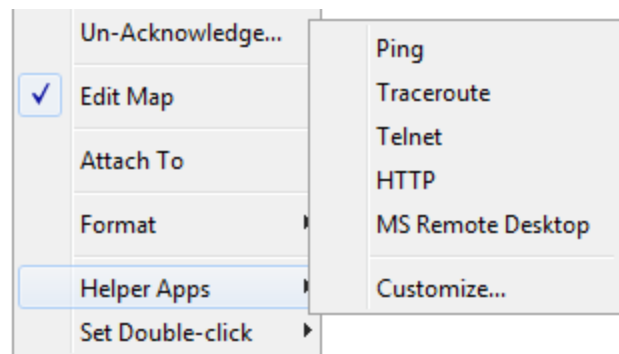 Un-Acknowledge...
Edit Map
Attach To
Format
Helper Apps
Set Double-click
Ping
Traceroute
Telnet
HTTP
MS Remote Desktop
Customize...